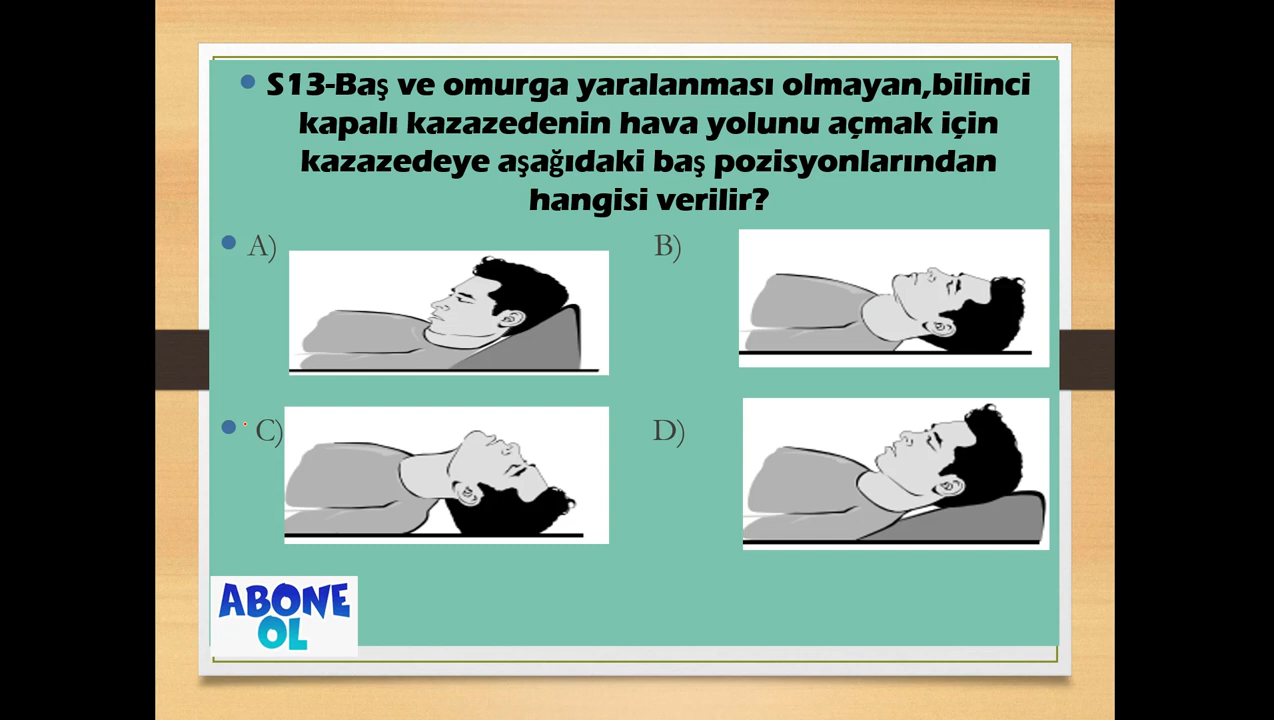 S13-Baş ve omurga yaralanması olmayan,bilinci
kapalı kazazedenin hava yolunu açmak için
kazazedeye aşağıdaki baş pozisyonlarından
hangisi verilir?
A)
B)
C)
D)
ABONE
OL